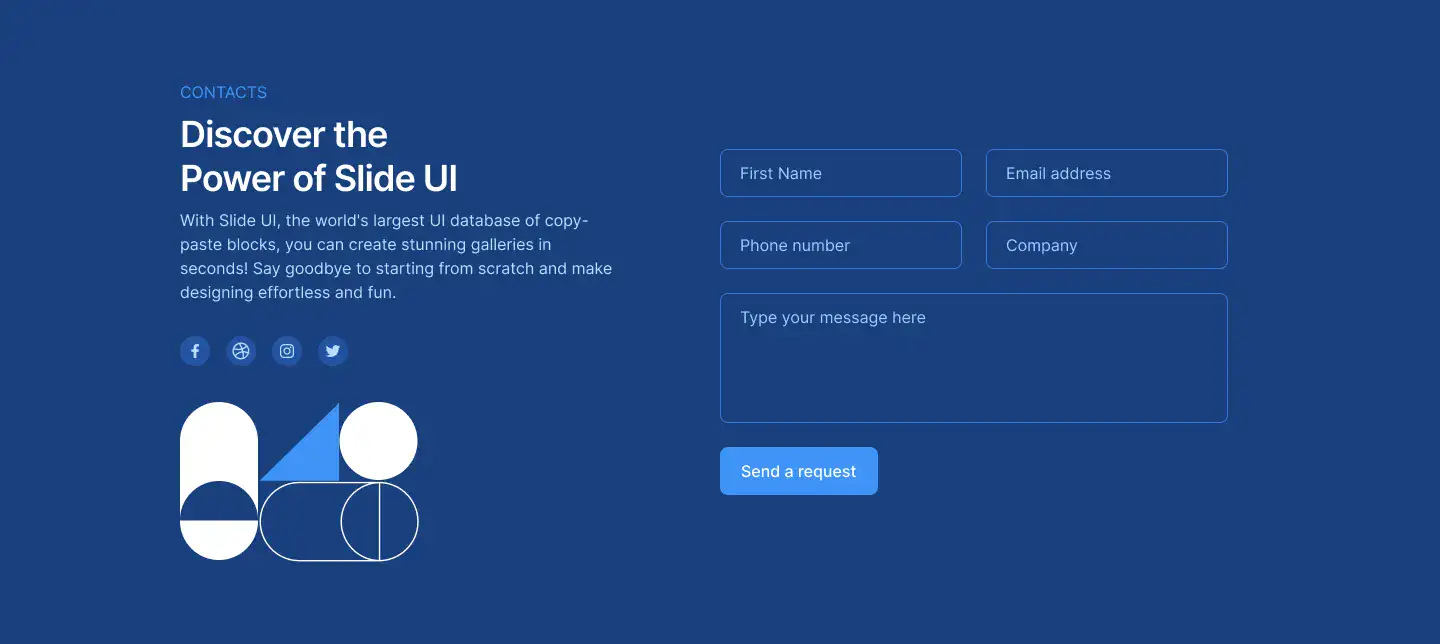 CONTACTS
Discover the
Power of Slide UI
With Slide UI, the world's largest UI database of copy-
paste blocks, you can create stunning galleries in
seconds! Say goodbye to starting from scratch and make
designing effortless and fun.
First Name
Email address
Phone number
Company
Type your message here
Send a request